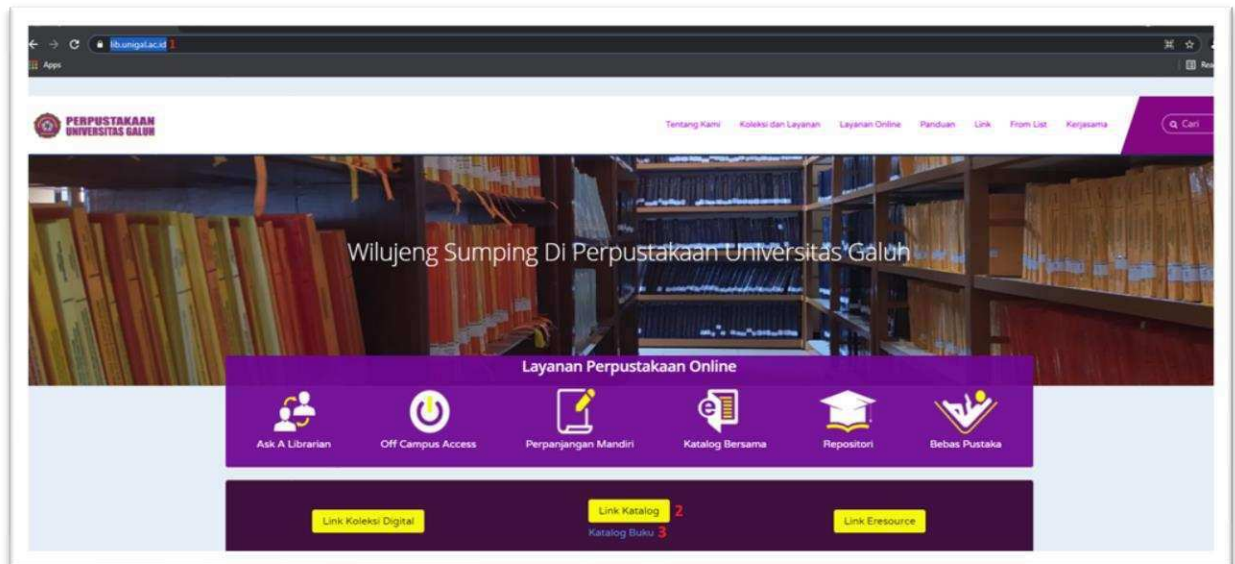 lib.unigal.ac.id 1
Apps
PERPUSTAKAAN
UNIVERSITAS GALUH
Tentang Kami Koleksi dan Layanan Layanan Online Panduan Link From List Kerjasama Cari
Wilujeng Sumping Di Perpustakaan Universitas Galuh
Layanan Perpustakaan Online
Ask A Librarian Off Campus Access Perpanjangan Mandiri Katalog Bersama Repositori Bebas Pustaka
Link Koleksi Digital Link Katalog 2 Link Eresource
Katalog Buku 3